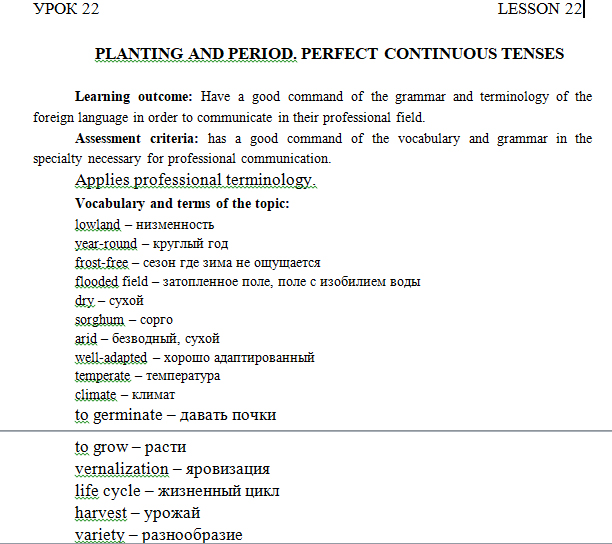 УРОК 22 LESSON 22
PLANTING AND PERIOD. PERFECT CONTINUOUS TENSES
Learning outcome: Have a good command of the grammar and terminology of the
foreign language in order to communicate in their professional field.
Assessment criteria: has a good command of the vocabulary and grammar in the
specialty necessary for professional communication.
Applies professional terminology.
Vocabulary and terms of the topic:
lowland – низменность
year-round – круглый год
frost-free – сезон где зима не ощущается
flooded field – затопленное поле, поле с изобилием воды
dry – сухой
sorghum – сорго
arid – безводный, сухой
well-adapted – хорошо адаптированный
temperate – температура
climate – климат
to germinate – давать почки
to grow – расти
vernalization – яровизация
life cycle – жизненный цикл
harvest – урожай
variety – разнообразие